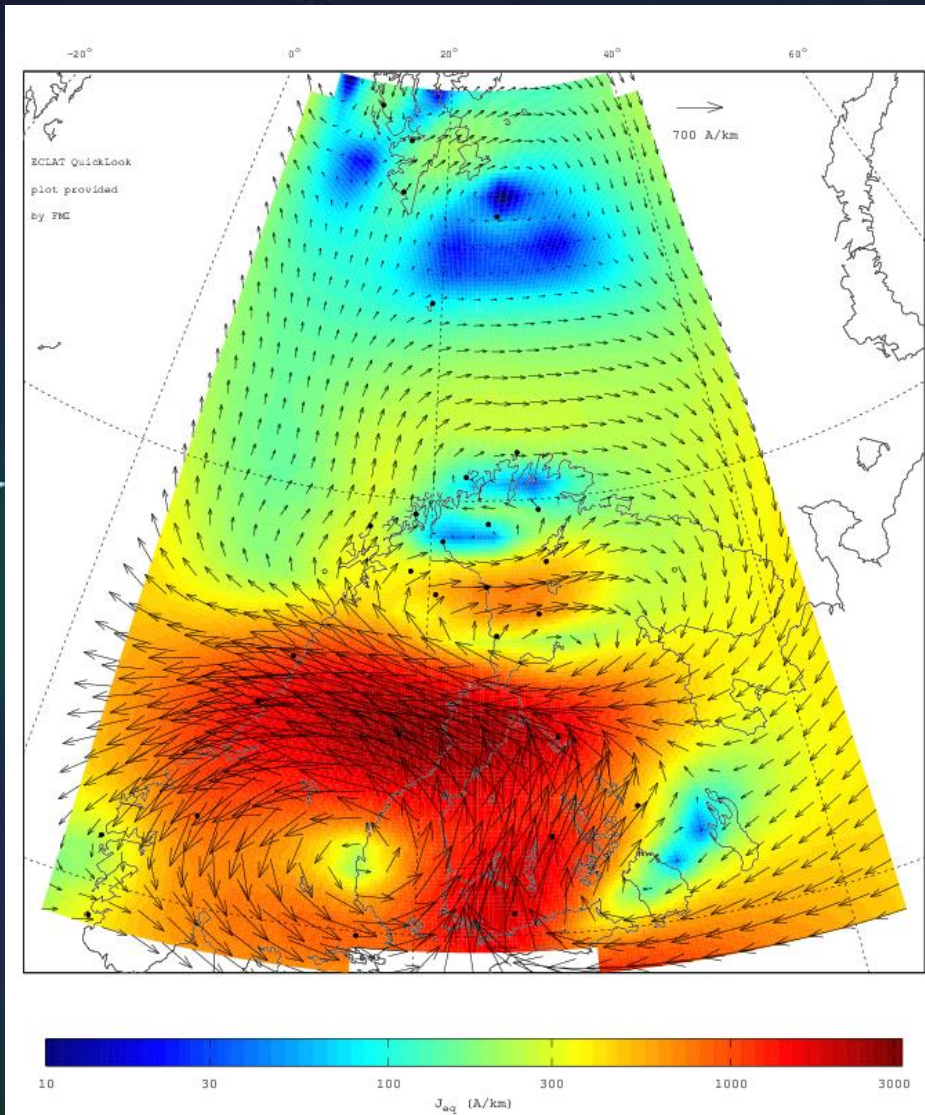 -20° 0° 20° 40° 60°
700 A/km
ECLAT QuickLook
plot provided
by FMI
10 30 100 300 1000 3000
J_eq (A/km)